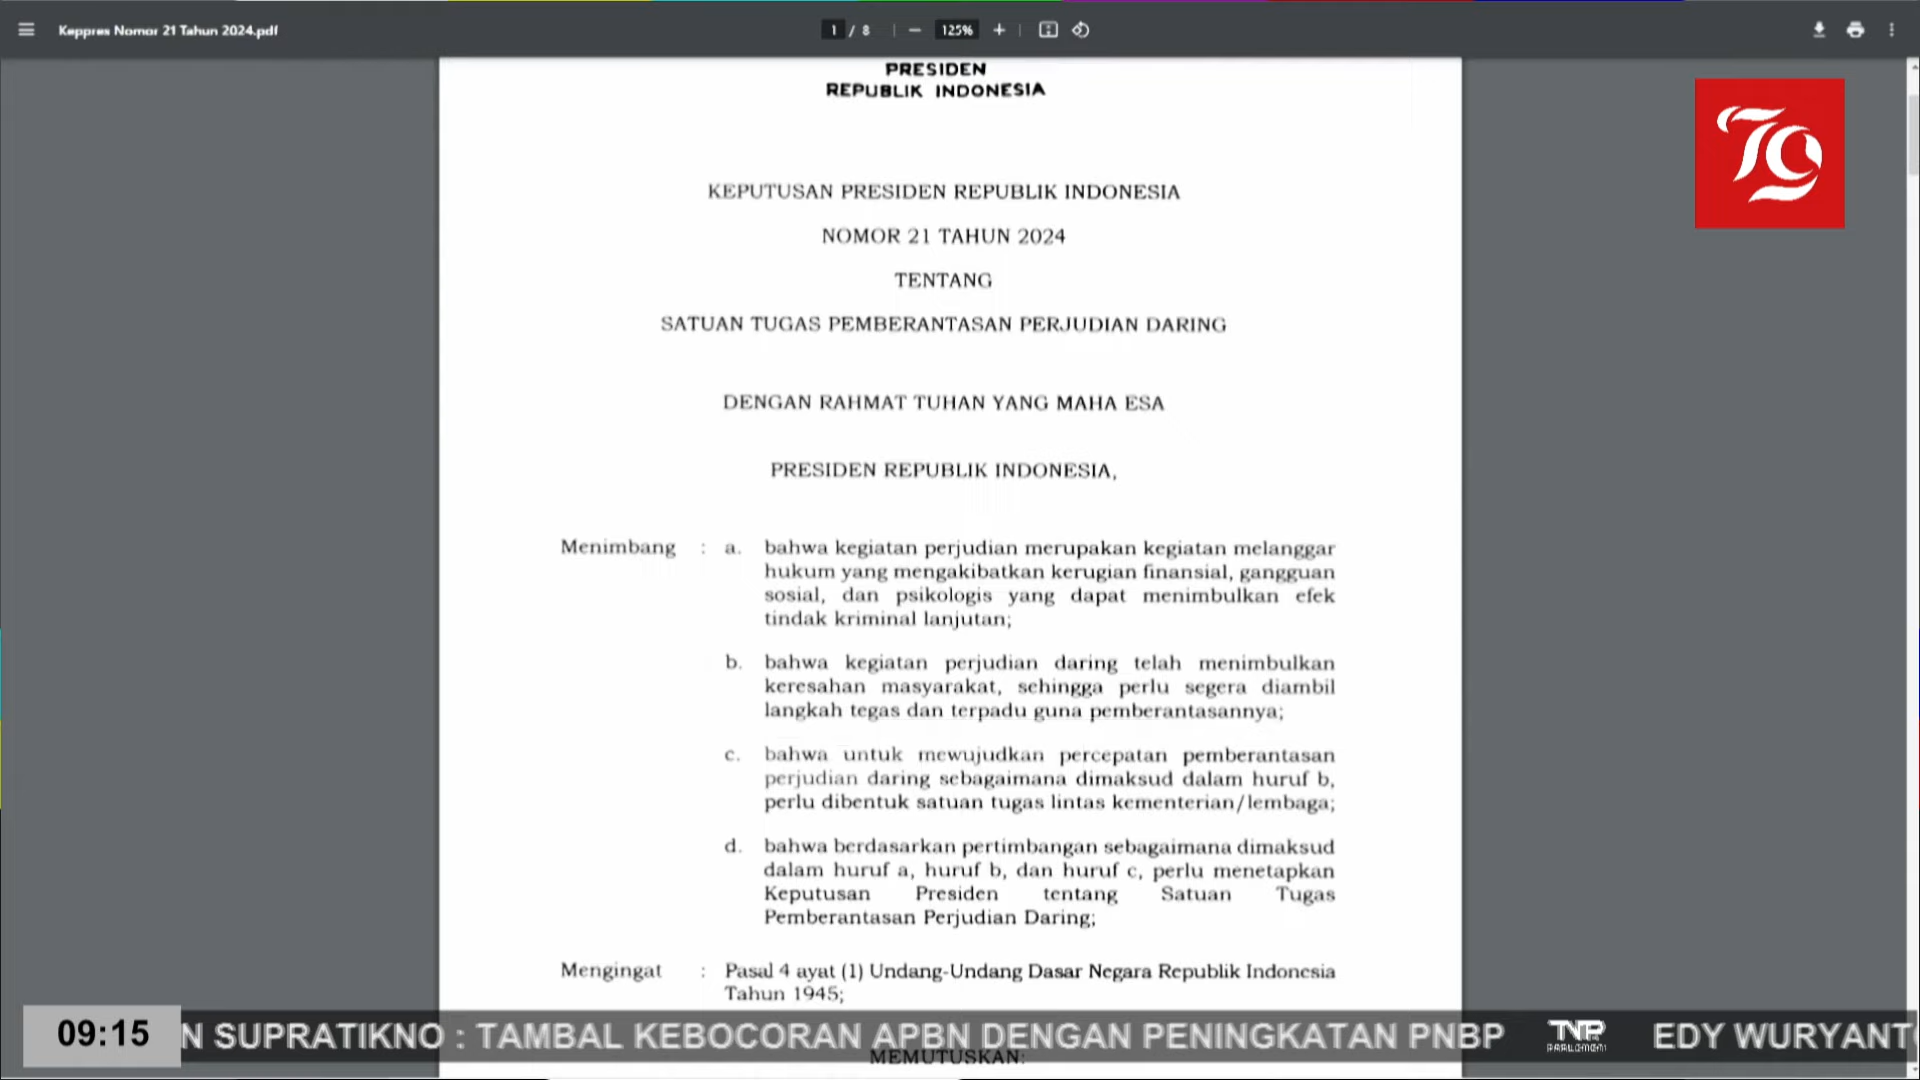 Keppres Nomor 21 Tahun 2024.pdf
1 / 8
125%
PRESIDEN
REPUBLIK INDONESIA
79
KEPUTUSAN PRESIDEN REPUBLIK INDONESIA
NOMOR 21 TAHUN 2024
TENTANG
SATUAN TUGAS PEMBERANTASAN PERJUDIAN DARING
DENGAN RAHMAT TUHAN YANG MAHA ESA
PRESIDEN REPUBLIK INDONESIA,
Menimbang : a. bahwa kegiatan perjudian merupakan kegiatan melanggar
hukum yang mengakibatkan kerugian finansial, gangguan
sosial, dan psikologis yang dapat menimbulkan efek
tindak kriminal lanjutan;
b. bahwa kegiatan perjudian daring telah menimbulkan
keresahan masyarakat, sehingga perlu segera diambil
langkah tegas dan terpadu guna pemberantasannya;
c. bahwa untuk mewujudkan percepatan pemberantasan
perjudian daring sebagaimana dimaksud dalam huruf b,
perlu dibentuk satuan tugas lintas kementerian/lembaga;
d. bahwa berdasarkan pertimbangan sebagaimana dimaksud
dalam huruf a, huruf b, dan huruf c, perlu menetapkan
Keputusan Presiden tentang Satuan Tugas
Pemberantasan Perjudian Daring;
Mengingat : Pasal 4 ayat (1) Undang-Undang Dasar Negara Republik Indonesia
Tahun 1945;
09:15
N SUPRATIKNO : TAMBAL KEBOCORAN APBN DENGAN PENINGKATAN PNBP
TVP
PARLEMEN
EDY WURYANTO
MEMUTUSKAN: